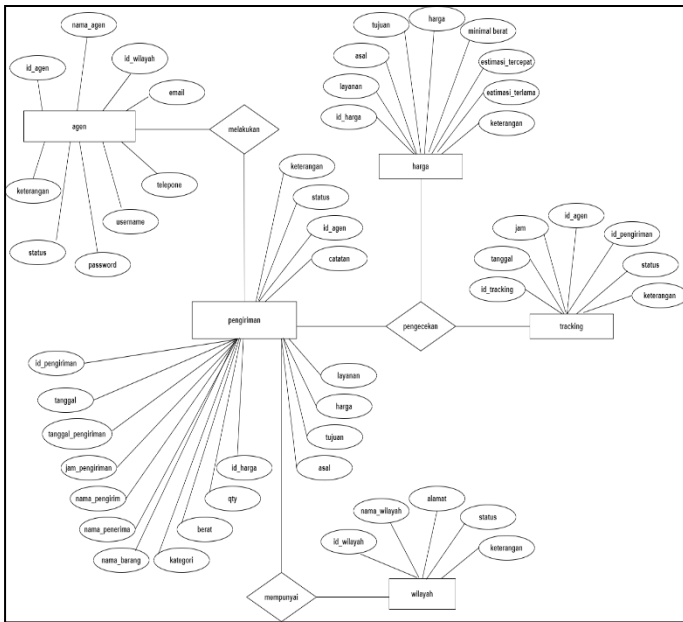 nama_agen
id_agen
id_wilayah
email
agen
keterangan
status
password
username
telepone
melakukan
tujuan
harga
minimal berat
asal
estimasi_tercepat
layanan
eatimasi_terlama
id_harga
keterangan
harga
keterangan
status
id_agen
catatan
jam
id_agen
id_pengiriman
tanggal
status
id_tracking
keterangan
pengiriman
pengecekan
tracking
id_pengiriman
tanggal
tanggal_pengiriman
jam_pengiriman
nama_pengirim
nama_penerima
nama_barang
kategori
berat
qty
id_harga
layanan
harga
tujuan
asal
alamat
nama_wilayah
status
id_wilayah
keterangan
mempunyai
wilayah